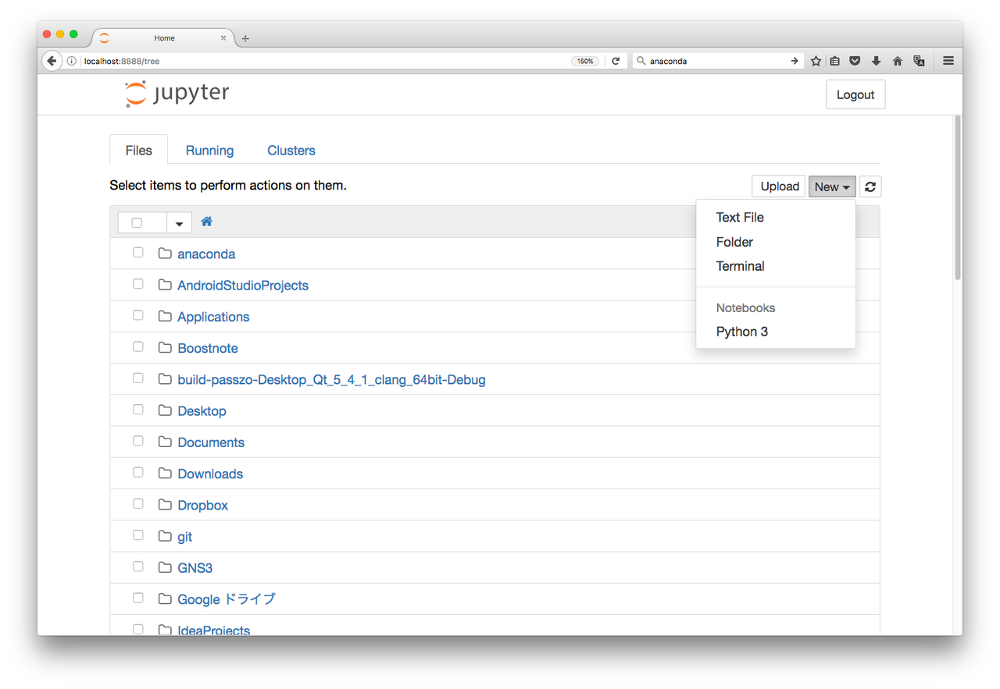 Home
localhost:8888/tree
150%
anaconda
jupyter
Logout
Files
Running
Clusters
Select items to perform actions on them.
Upload
New
Text File
Folder
Terminal
Notebooks
Python 3
anaconda
AndroidStudioProjects
Applications
Boostnote
build-passzo-Desktop_Qt_5_4_1_clang_64bit-Debug
Desktop
Documents
Downloads
Dropbox
git
GNS3
Google ドライブ
IdeaProjects